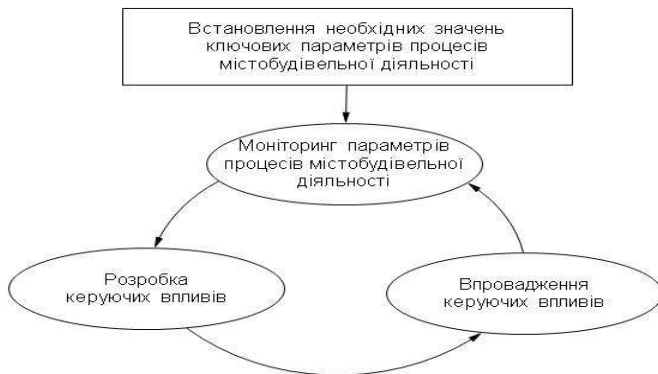 Встановлення необхідних значень
ключових параметрів процесів
містобудівельної діяльності
Моніторинг параметрів
процесів містобудівельної
діяльності
Розробка
керуючих впливів
Впровадження
керуючих впливів